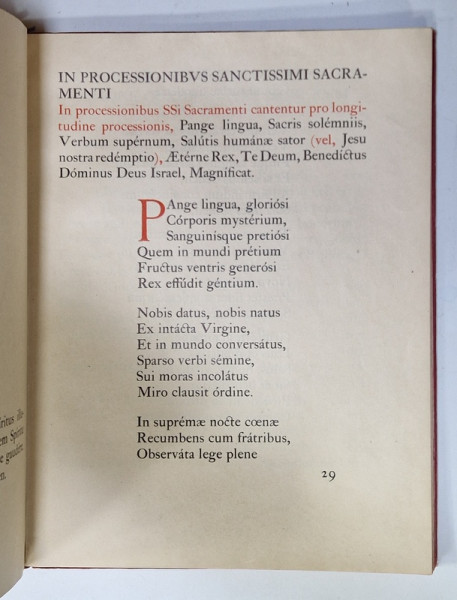 IN PROCESSIONIBVS SANCTISSIMI SACRA-
MENTI
In processionibus SSi Sacramenti cantentur pro longi-
tudine processionis, Pange lingua, Sacris solémniis,
Verbum supérnum, Salútis humánæ sator (vel, Jesu
nostra redémptio), Ætérne Rex, Te Deum, Benedíctus
Dóminus Deus Israel, Magníficat.
PAnge lingua, gloriósi
Córporis mystérium,
Sanguinísque pretiósi
Quem in mundi prétium
Fructus ventris generósi
Rex effúdit géntium.
Nobis datus, nobis natus
Ex intácta Virgine,
Et in mundo conversátus,
Sparso verbi sémine,
Sui moras incolátus
Miro clausit órdine.
In suprémæ nocte cœnæ
Recumbens cum frátribus,
Observáta lege plene
29